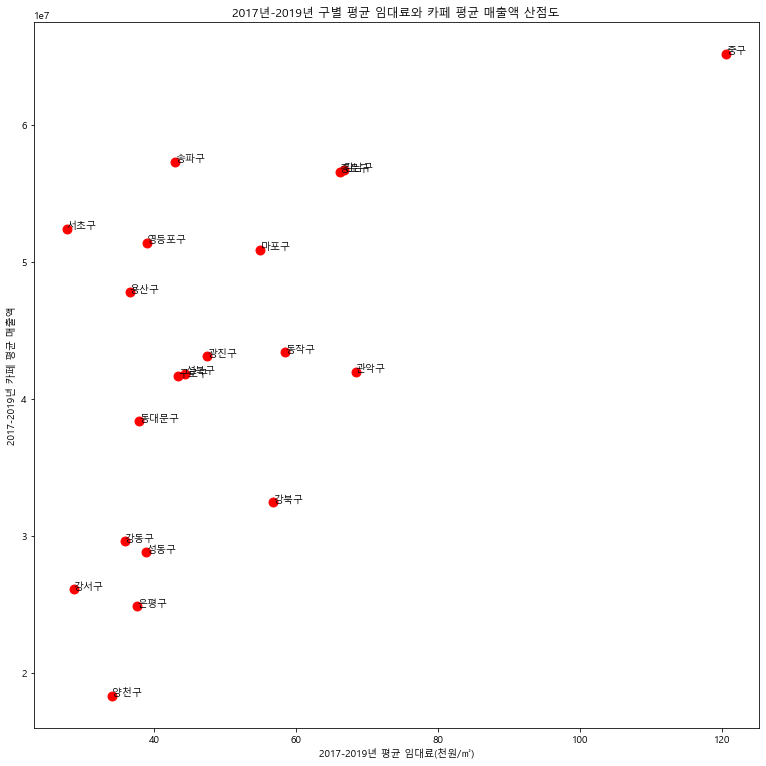 2017년-2019년 구별 평균 임대료와 카페 평균 매출액 산점도
1e7
중구
6
송파구
서초구
영등포구
마포구
5
용산구
광진구
동작구
성북구
관악구
4
동대문구
강북구
3
강동구
성동구
강서구
은평구
2
양천구
40
60
80
100
120
2017-2019년 평균 임대료(천원/㎡)
2017-2019년 카페 평균 매출액